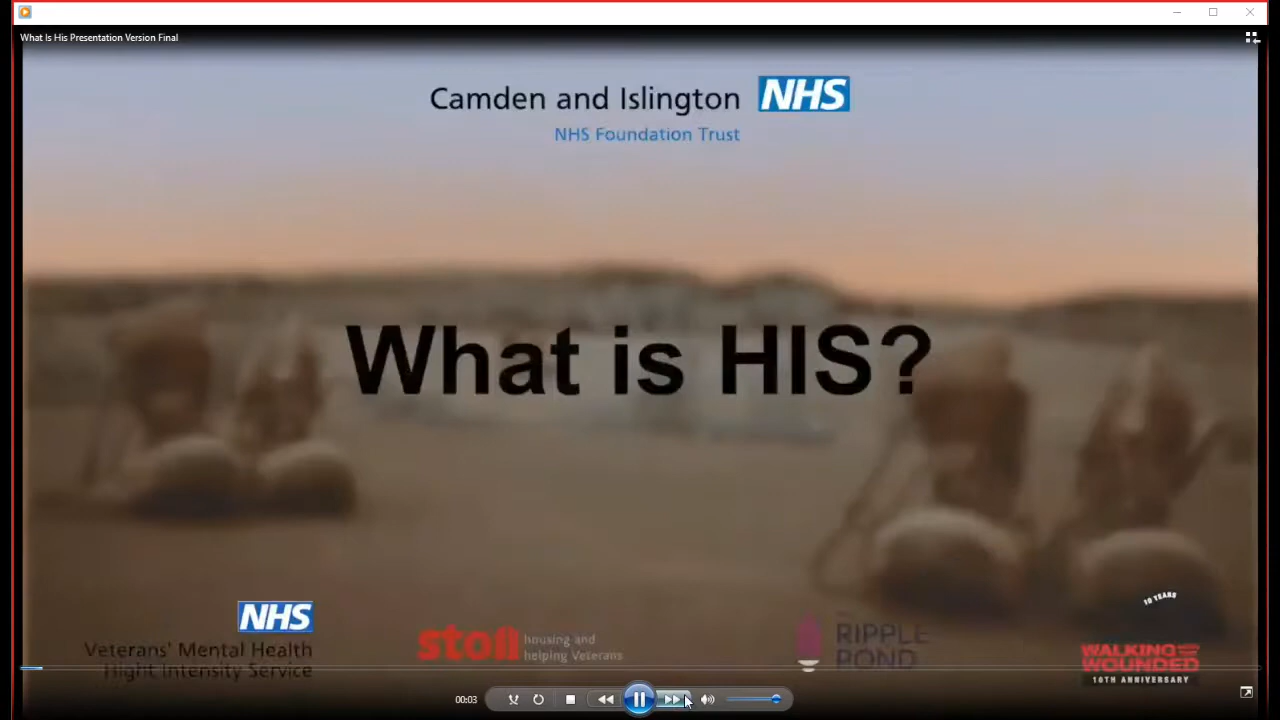 What Is His Presentation Version Final
Camden and Islington NHS
NHS Foundation Trust
What is HIS?
NHS
Veterans' Mental Health
Hight Intensity Service
stoll housing and
helping Veterans
RIPPLE
POND
10 YEARS
WALKING
WOUNDED
10TH ANNIVERSARY
00:03